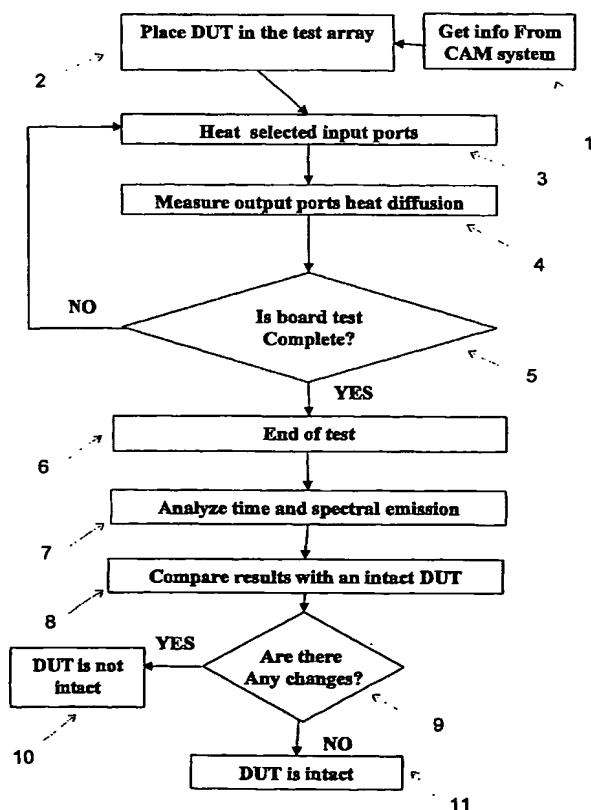 Place DUT in the test array
Get info From
CAM system
2
1
Heat selected input ports
3
Measure output ports heat diffusion
4
NO
Is board test
Complete?
5
YES
End of test
6
Analyze time and spectral emission
7
Compare results with an intact DUT
8
YES
Are there
Any changes?
DUT is not
intact
9
10
NO
DUT is intact
11